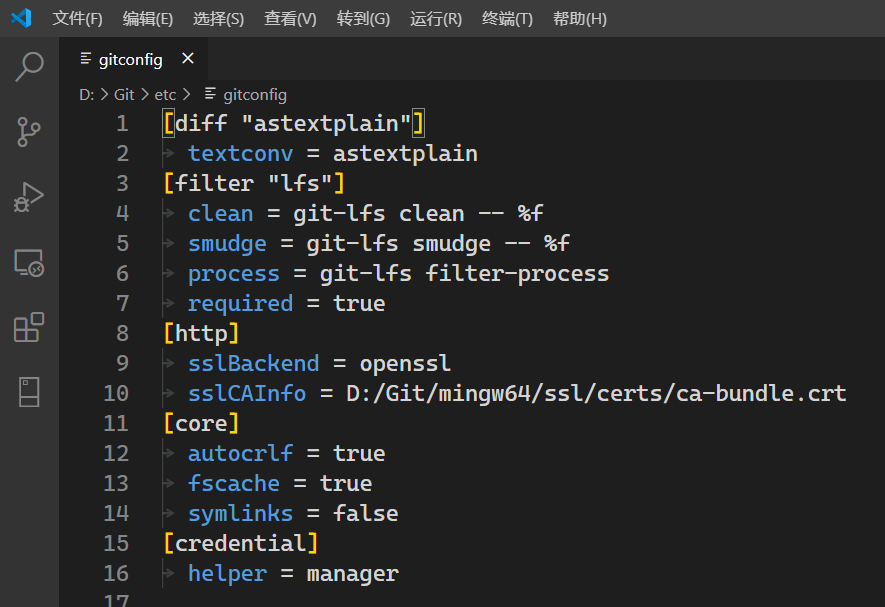 文件(F) 编辑(E) 选择(S) 查看(V) 转到(G) 运行(R) 终端(T) 帮助(H)
gitconfig
D: > Git > etc > gitconfig
1 [diff "astextplain"]
2 textconv = astextplain
3 [filter "lfs"]
4 clean = git-lfs clean -- %f
5 smudge = git-lfs smudge -- %f
6 process = git-lfs filter-process
7 required = true
8 [http]
9 sslBackend = openssl
10 sslCAInfo = D:/Git/mingw64/ssl/certs/ca-bundle.crt
11 [core]
12 autocrlf = true
13 fscache = true
14 symlinks = false
15 [credential]
16 helper = manager
17